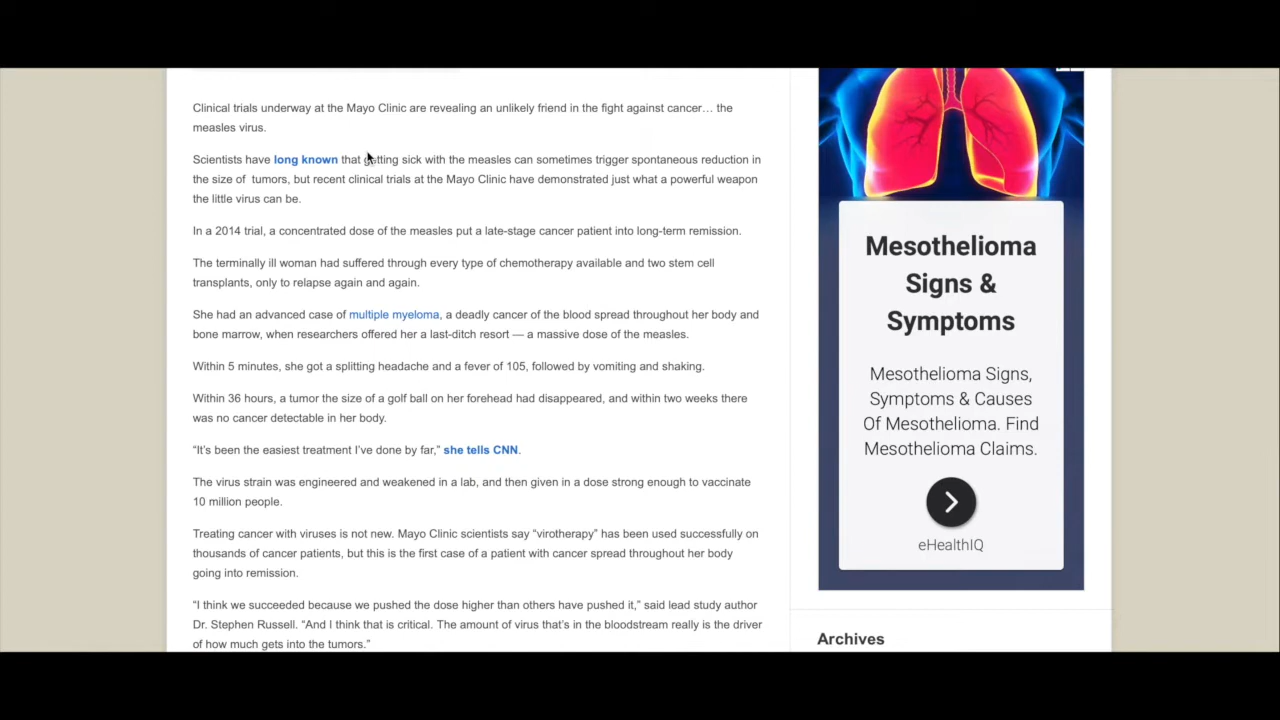 Clinical trials underway at the Mayo Clinic are revealing an unlikely friend in the fight against cancer… the
measles virus.
Scientists have long known that getting sick with the measles can sometimes trigger spontaneous reduction in
the size of  tumors, but recent clinical trials at the Mayo Clinic have demonstrated just what a powerful weapon
the little virus can be.
In a 2014 trial, a concentrated dose of the measles put a late-stage cancer patient into long-term remission.
The terminally ill woman had suffered through every type of chemotherapy available and two stem cell
transplants, only to relapse again and again.
She had an advanced case of multiple myeloma, a deadly cancer of the blood spread throughout her body and
bone marrow, when researchers offered her a last-ditch resort — a massive dose of the measles.
Within 5 minutes, she got a splitting headache and a fever of 105, followed by vomiting and shaking.
Within 36 hours, a tumor the size of a golf ball on her forehead had disappeared, and within two weeks there
was no cancer detectable in her body.
“It’s been the easiest treatment I’ve done by far,” she tells CNN.
The virus strain was engineered and weakened in a lab, and then given in a dose strong enough to vaccinate
10 million people.
Treating cancer with viruses is not new. Mayo Clinic scientists say “virotherapy” has been used successfully on
thousands of cancer patients, but this is the first case of a patient with cancer spread throughout her body
going into remission.
“I think we succeeded because we pushed the dose higher than others have pushed it,” said lead study author
Dr. Stephen Russell. “And I think that is critical. The amount of virus that’s in the bloodstream really is the driver
of how much gets into the tumors.”
Mesothelioma
Signs &
Symptoms
Mesothelioma Signs,
Symptoms & Causes
Of Mesothelioma. Find
Mesothelioma Claims.
eHealthIQ
Archives